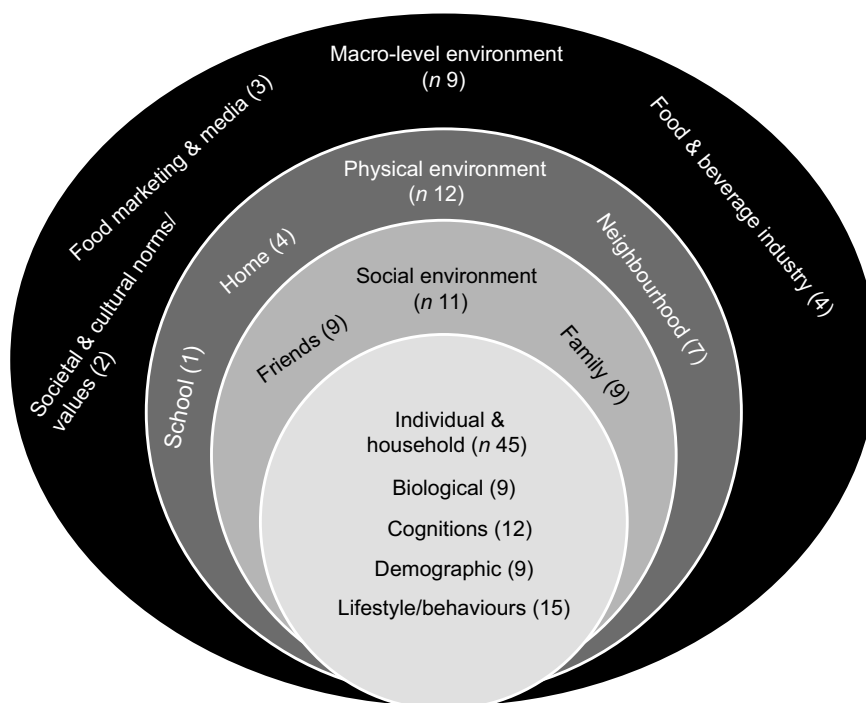 Macro-level environment
(n 9)
Food marketing & media (3)
Societal & cultural norms/
values (2)
Food & beverage industry (4)
Physical environment
(n 12)
Home (4)
School (1)
Neighbourhood (7)
Social environment
(n 11)
Friends (9)
Family (9)
Individual &
household (n 45)
Biological (9)
Cognitions (12)
Demographic (9)
Lifestyle/behaviours (15)